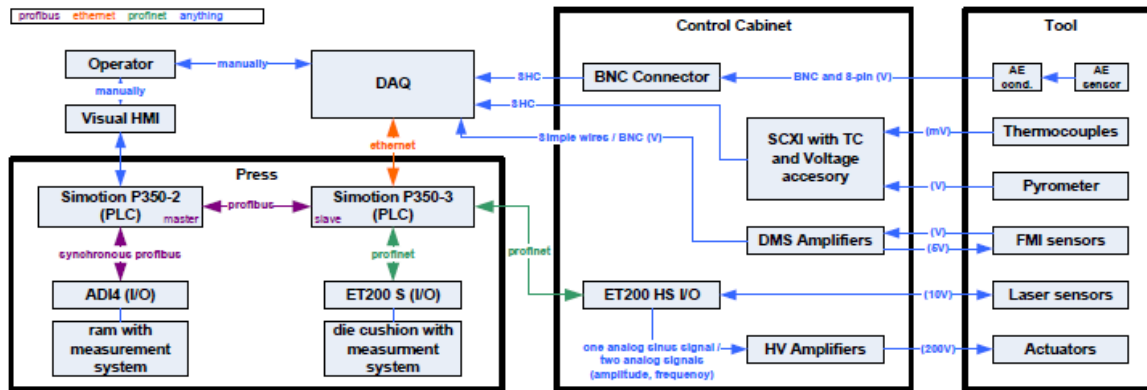 profibus ethernet profinet anything
Control Cabinet
Tool
Operator
manually
DAQ
SHC
BNC Connector
BNC and 8-pin (V)
AE
cond.
AE
sensor
manually
Visual HMI
SHC
Simple wires / BNC (V)
SCXI with TC
and Voltage
accesory
(mV)
Thermocouples
(V)
Pyrometer
ethernet
Press
Simotion P350-2
(PLC)
master
profibus
Simotion P350-3
(PLC)
slave
DMS Amplifiers
(V)
(5V)
FMI sensors
synchronous profibus
profinet
profinet
ADI4 (I/O)
ET200 S (I/O)
ET200 HS I/O
(10V)
Laser sensors
ram with
measurement
system
die cushion with
measurment
system
one analog sinus signal /
two analog signals
(amplitude, frequency)
HV Amplifiers
(200V)
Actuators